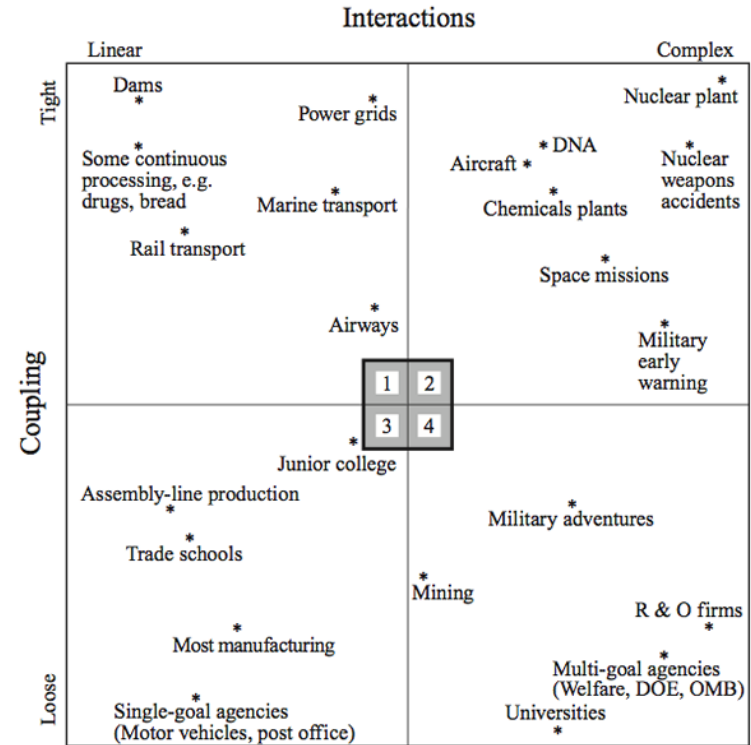 Interactions
Linear
Complex
Tight
Coupling
Loose
Dams
*
Power grids
*
Some continuous
processing, e.g.
drugs, bread
*
Marine transport
*
Rail transport
*
Airways
*
Nuclear plant
*
* DNA
Aircraft *
*
Nuclear
weapons
accidents
*
Chemicals plants
*
Space missions
*
Military
early
warning
1
2
3
4
*
Junior college
Assembly-line production
*
*
Trade schools
*
Most manufacturing
*
Single-goal agencies
(Motor vehicles, post office)
*
Military adventures
*
Mining
R & O firms
*
*
Multi-goal agencies
(Welfare, DOE, OMB)
Universities
*